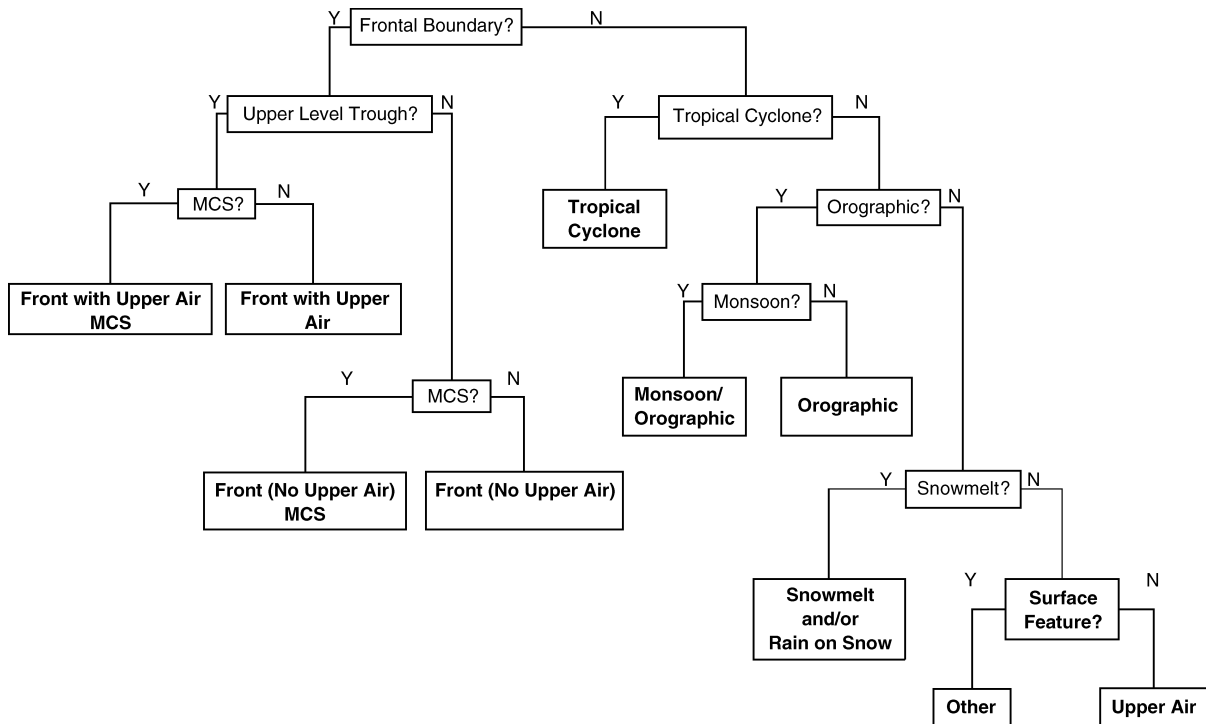 Y
Frontal Boundary?
N
Y
Upper Level Trough?
N
Y
Tropical Cyclone?
N
Y
MCS?
N
Tropical
Cyclone
Y
Orographic?
N
Front with Upper Air
MCS
Front with Upper
Air
Y
Monsoon?
N
Y
MCS?
N
Monsoon/
Orographic
Orographic
Front (No Upper Air)
MCS
Front (No Upper Air)
Y
Snowmelt?
N
Snowmelt
and/or
Rain on Snow
Y
Surface
Feature?
N
Other
Upper Air